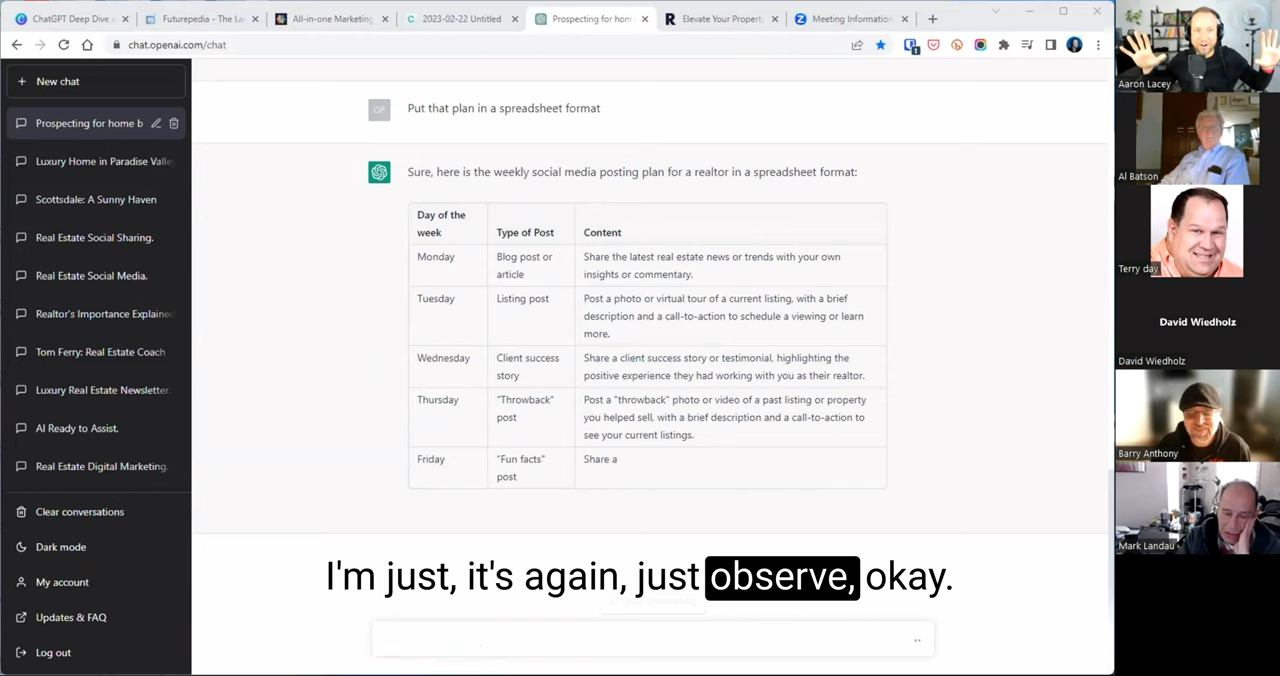 ChatGPT Deep Dive
Futurepedia - The La
All-in-one Marketing
2023-02-22 Untitled
Prospecting for hom
Elevate Your Propert
Meeting Information
chat.openai.com/chat
New chat
Prospecting for home b
Luxury Home in Paradise Valle
Scottsdale: A Sunny Haven
Real Estate Social Sharing.
Real Estate Social Media.
Realtor's Importance Explained
Tom Ferry: Real Estate Coach
Luxury Real Estate Newsletter.
AI Ready to Assist.
Real Estate Digital Marketing.
Clear conversations
Dark mode
My account
Updates & FAQ
Log out
OP
Put that plan in a spreadsheet format
Sure, here is the weekly social media posting plan for a realtor in a spreadsheet format:
Day of the
week
Type of Post
Content
Monday
Blog post or
article
Share the latest real estate news or trends with your own
insights or commentary.
Tuesday
Listing post
Post a photo or virtual tour of a current listing, with a brief
description and a call-to-action to schedule a viewing or learn
more.
Wednesday
Client success
story
Share a client success story or testimonial, highlighting the
positive experience they had working with you as their realtor.
Thursday
"Throwback"
post
Post a "throwback" photo or video of a past listing or property
you helped sell, with a brief description and a call-to-action to
see your current listings.
Friday
"Fun facts"
post
Share a
I'm just, it's again, just observe, okay.
Aaron Lacey
Al Batson
Terry day
David Wiedholz
David Wiedholz
Barry Anthony
Mark Landau